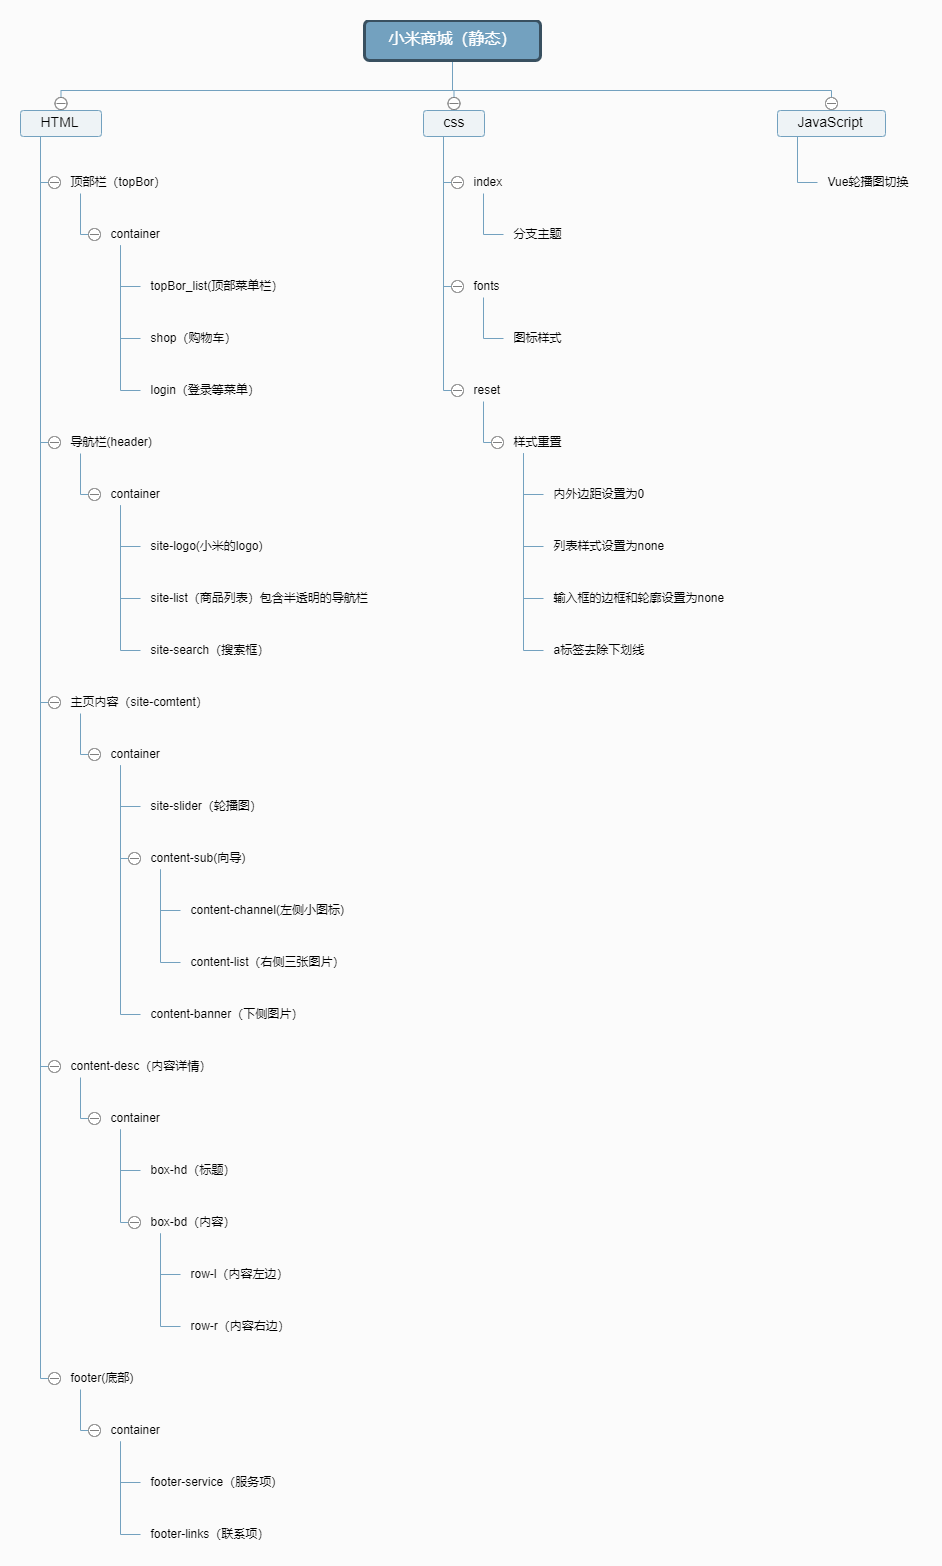 小米商城（静态）
HTML
顶部栏（topBor）
container
topBor_list(顶部菜单栏）
shop（购物车）
login（登录等菜单）
导航栏(header)
container
site-logo(小米的logo)
site-list（商品列表）包含半透明的导航栏
site-search（搜索框）
主页内容（site-comtent）
container
site-slider（轮播图）
content-sub(向导)
content-channel(左侧小图标)
content-list（右侧三张图片）
content-banner（下侧图片）
content-desc（内容详情）
container
box-hd（标题）
box-bd（内容）
row-l（内容左边）
row-r（内容右边）
footer(底部)
container
footer-service（服务项）
footer-links（联系项）
css
index
分支主题
fonts
图标样式
reset
样式重置
内外边距设置为0
列表样式设置为none
输入框的边框和轮廓设置为none
a标签去除下划线
JavaScript
Vue轮播图切换